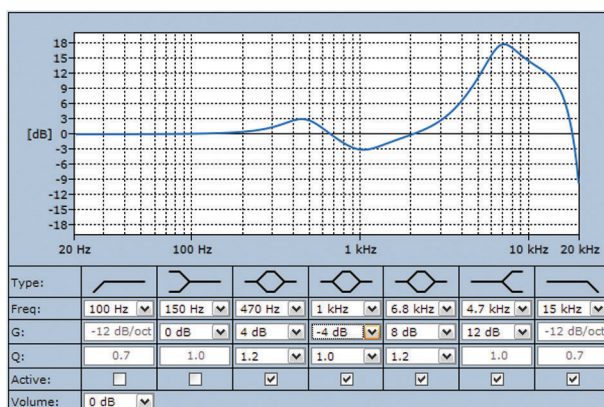 18
15
12
9
6
3
[dB] 0
-3
-6
-9
-12
-15
-18
20 Hz 100 Hz 1 kHz 10 kHz 20 kHz
Type:
Freq: 100 Hz 150 Hz 470 Hz 1 kHz 6.8 kHz 4.7 kHz 15 kHz
G: -12 dB/oct 0 dB 4 dB -4 dB 8 dB 12 dB -12 dB/oct
Q: 0.7 1.0 1.2 1.0 1.2 1.0 0.7
Active:
Volume: 0 dB